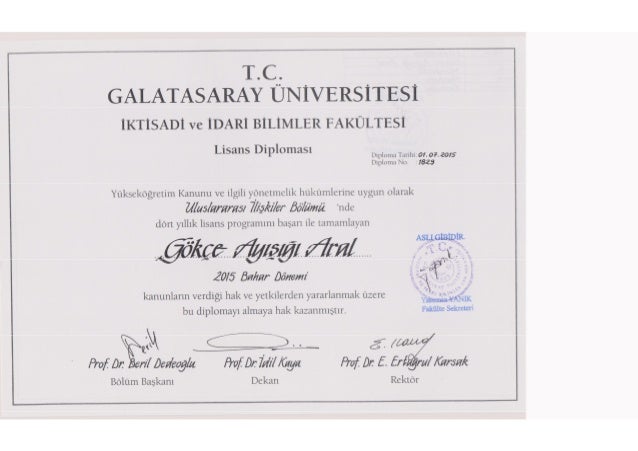 T.C.
GALATASARAY ÜNİVERSİTESİ
İKTİSADİ ve İDARİ BİLİMLER FAKÜLTESİ
Lisans Diploması
Diploma Tarihi: 01.07.2015
Diploma No. : 1829
Yükseköğretim Kanunu ve ilgili yönetmelik hükümlerine uygun olarak
Uluslararası İlişkiler Bölümü 'nde
dört yıllık lisans programını başarı ile tamamlayan
Gökçe Ayışığı Aral
2015 Bahar Dönemi
kanunların verdiği hak ve yetkilerden yararlanmak üzere
bu diplomayı almaya hak kazanmıştır.
ASLI GİBİDİR.
T.C.
YANIK
Fakülte Sekreteri
Prof. Dr. Beril Dedeoğlu
Bölüm Başkanı
Prof. Dr. İdil Kaya
Dekan
Prof. Dr. E. Ertuğrul Karsak
Rektör